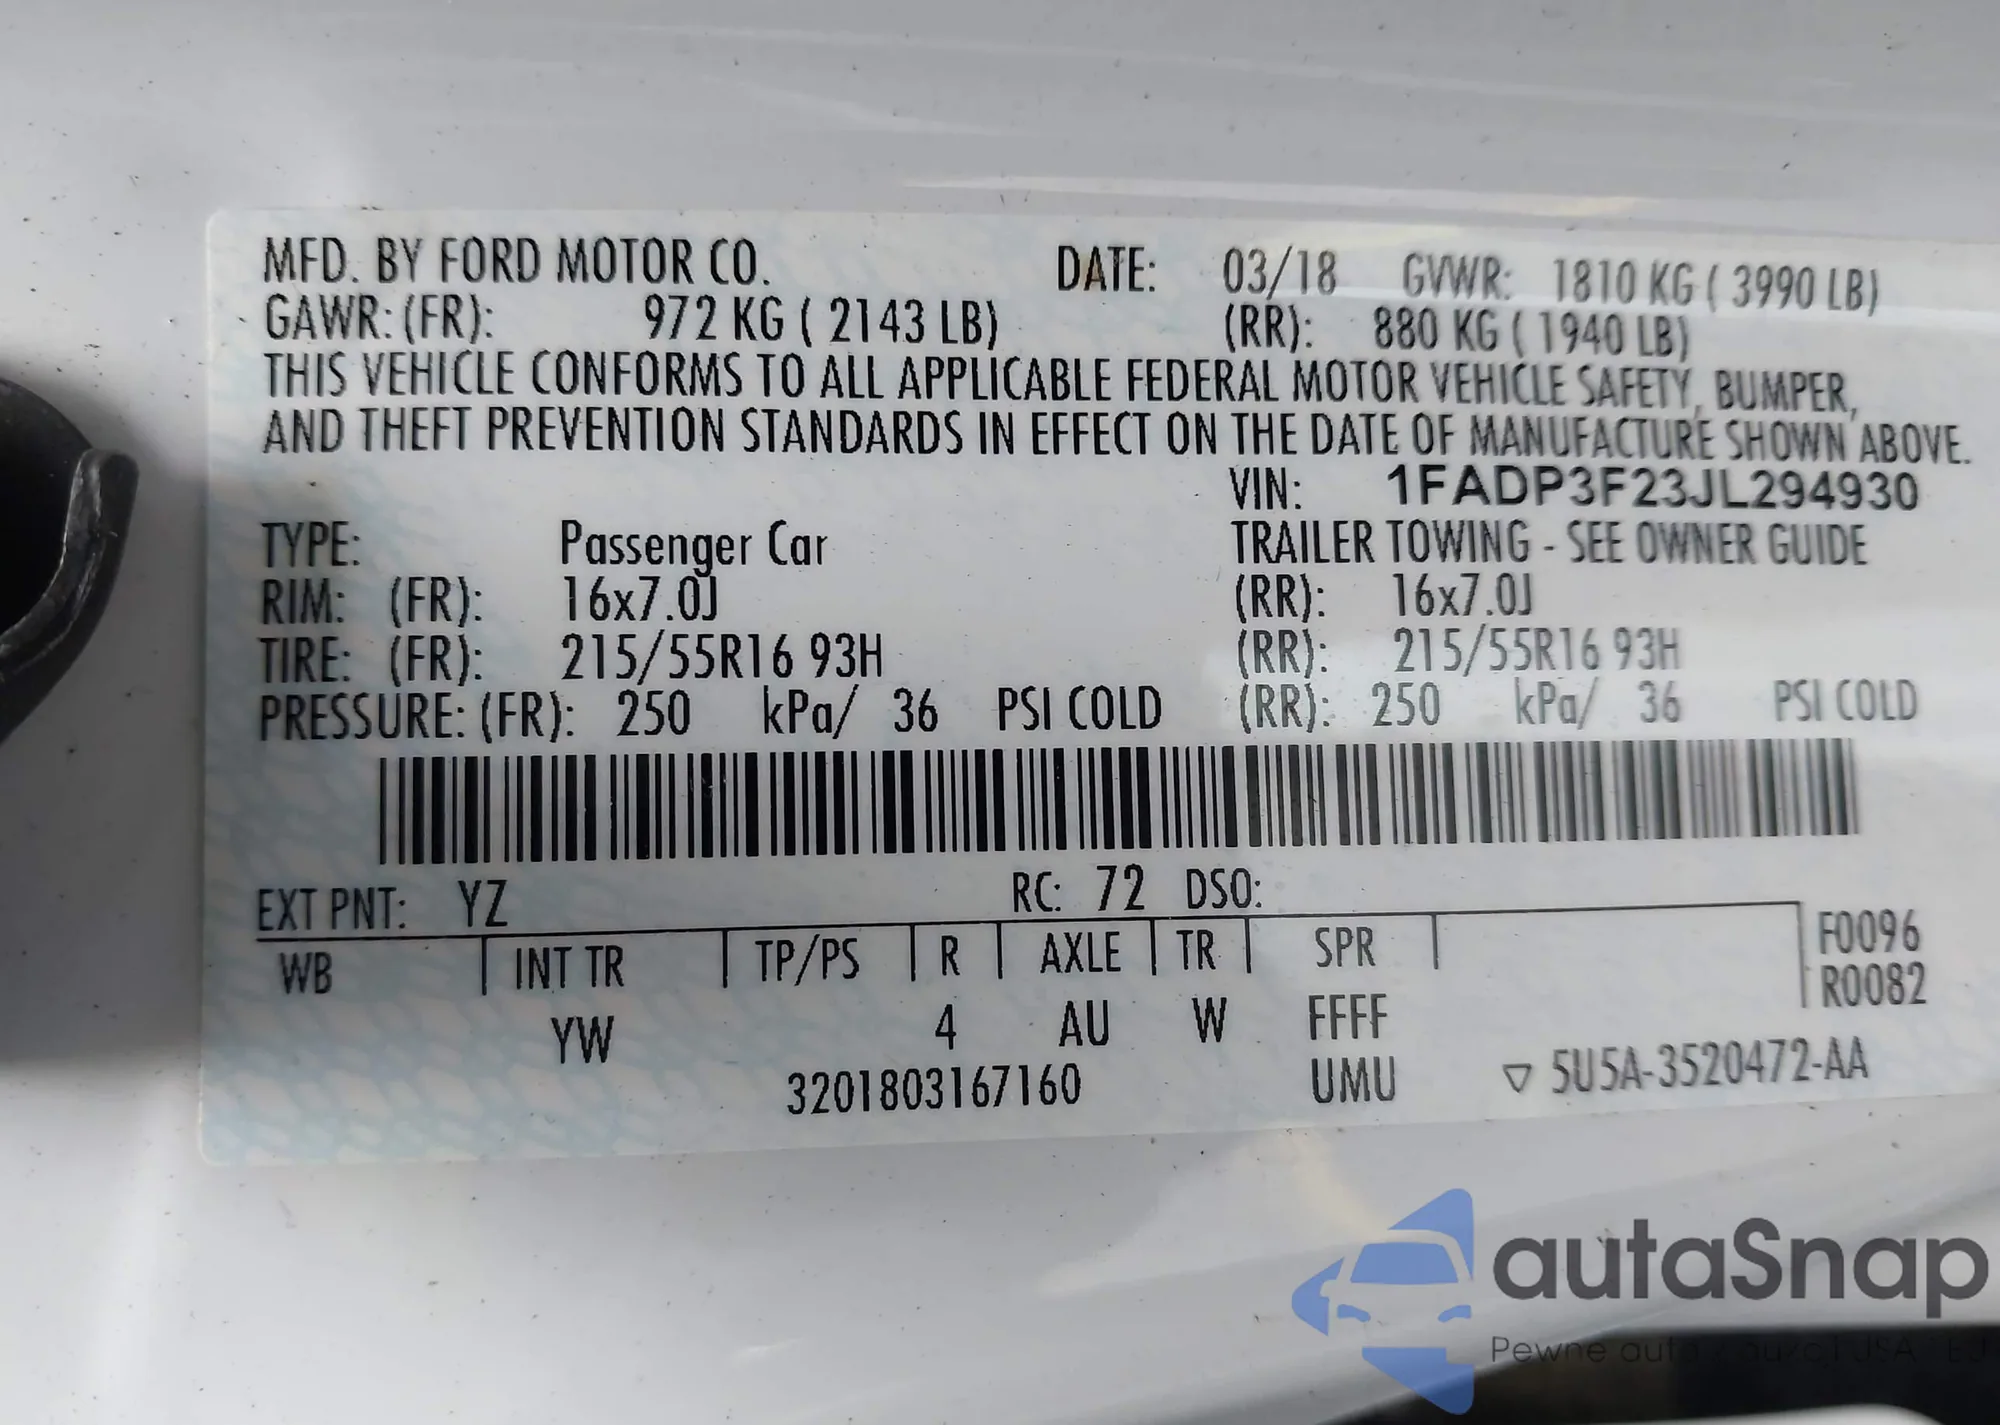 MFD. BY FORD MOTOR CO. DATE: 03/18 GVWR: 1810 KG ( 3990 LB)
GAWR: (FR): 972 KG ( 2143 LB) (RR): 880 KG ( 1940 LB)
THIS VEHICLE CONFORMS TO ALL APPLICABLE FEDERAL MOTOR VEHICLE SAFETY, BUMPER,
AND THEFT PREVENTION STANDARDS IN EFFECT ON THE DATE OF MANUFACTURE SHOWN ABOVE.
VIN: 1FADP3F23JL294930
TYPE: Passenger Car TRAILER TOWING - SEE OWNER GUIDE
RIM: (FR): 16x7.0J (RR): 16x7.0J
TIRE: (FR): 215/55R16 93H (RR): 215/55R16 93H
PRESSURE: (FR): 250 kPa/ 36 PSI COLD (RR): 250 kPa/ 36 PSI COLD
EXT PNT: YZ RC: 72 DSO:
WB INT TR TP/PS R AXLE TR SPR F0096
R0082
YW 4 AU W FFFF
3201803167160 UMU ▽ 5U5A-3520472-AA
autaSnap
Pewne auta z aukcji USA